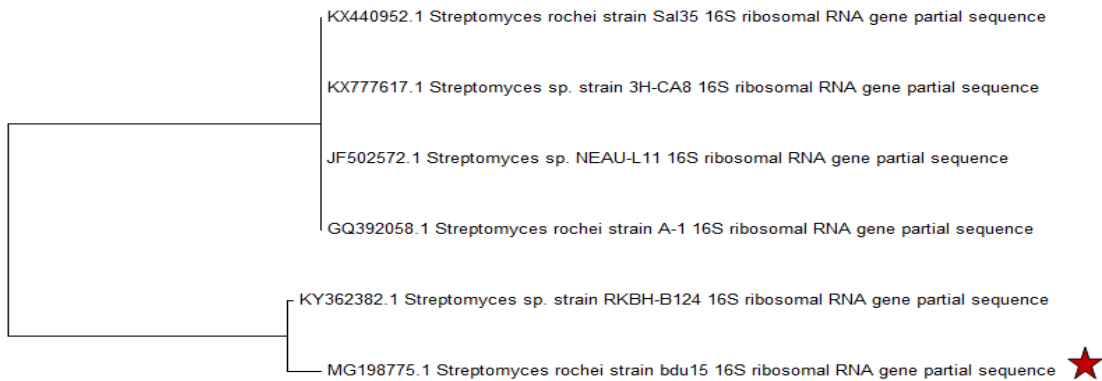 KX440952.1 Streptomyces rochei strain Sal35 16S ribosomal RNA gene partial sequence
KX777617.1 Streptomyces sp. strain 3H-CA8 16S ribosomal RNA gene partial sequence
JF502572.1 Streptomyces sp. NEAU-L11 16S ribosomal RNA gene partial sequence
GQ392058.1 Streptomyces rochei strain A-1 16S ribosomal RNA gene partial sequence
KY362382.1 Streptomyces sp. strain RKBH-B124 16S ribosomal RNA gene partial sequence
MG198775.1 Streptomyces rochei strain bdu15 16S ribosomal RNA gene partial sequence